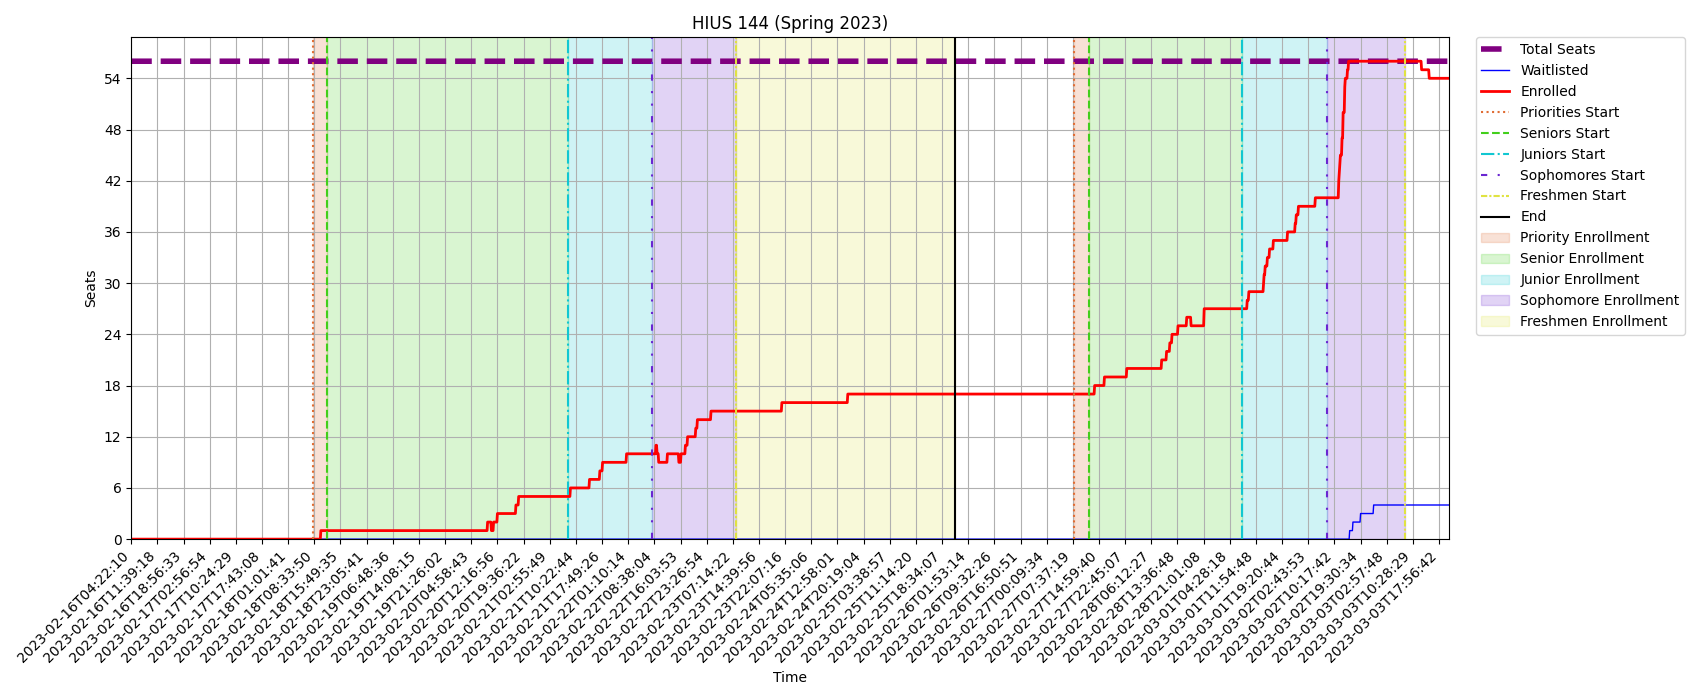 HIUS 144 (Spring 2023)
Seats
54
48
42
36
30
24
18
12
6
0
2023-02-16T04:22:10
2023-02-16T11:39:18
2023-02-16T18:56:33
2023-02-17T02:56:54
2023-02-17T10:24:29
2023-02-17T17:43:08
2023-02-18T01:01:41
2023-02-18T08:33:50
2023-02-18T15:49:35
2023-02-18T23:05:41
2023-02-19T06:48:36
2023-02-19T14:08:15
2023-02-19T21:26:02
2023-02-20T04:58:43
2023-02-20T12:16:56
2023-02-20T19:36:22
2023-02-21T02:55:49
2023-02-21T10:22:44
2023-02-21T17:49:26
2023-02-22T01:10:14
2023-02-22T08:38:04
2023-02-22T16:03:53
2023-02-22T23:26:54
2023-02-23T07:14:22
2023-02-23T14:39:56
2023-02-23T22:07:16
2023-02-24T05:35:06
2023-02-24T12:58:01
2023-02-24T20:19:04
2023-02-25T03:38:57
2023-02-25T11:14:20
2023-02-25T18:34:07
2023-02-26T01:53:14
2023-02-26T09:32:26
2023-02-26T16:50:51
2023-02-27T00:09:34
2023-02-27T07:37:19
2023-02-27T14:59:40
2023-02-27T22:45:07
2023-02-28T06:12:27
2023-02-28T13:36:48
2023-02-28T21:01:08
2023-03-01T04:28:18
2023-03-01T11:54:48
2023-03-01T19:20:44
2023-03-02T02:43:53
2023-03-02T10:17:42
2023-03-02T19:30:34
2023-03-03T02:57:48
2023-03-03T10:28:29
2023-03-03T17:56:42
Time
Total Seats
Waitlisted
Enrolled
Priorities Start
Seniors Start
Juniors Start
Sophomores Start
Freshmen Start
End
Priority Enrollment
Senior Enrollment
Junior Enrollment
Sophomore Enrollment
Freshmen Enrollment